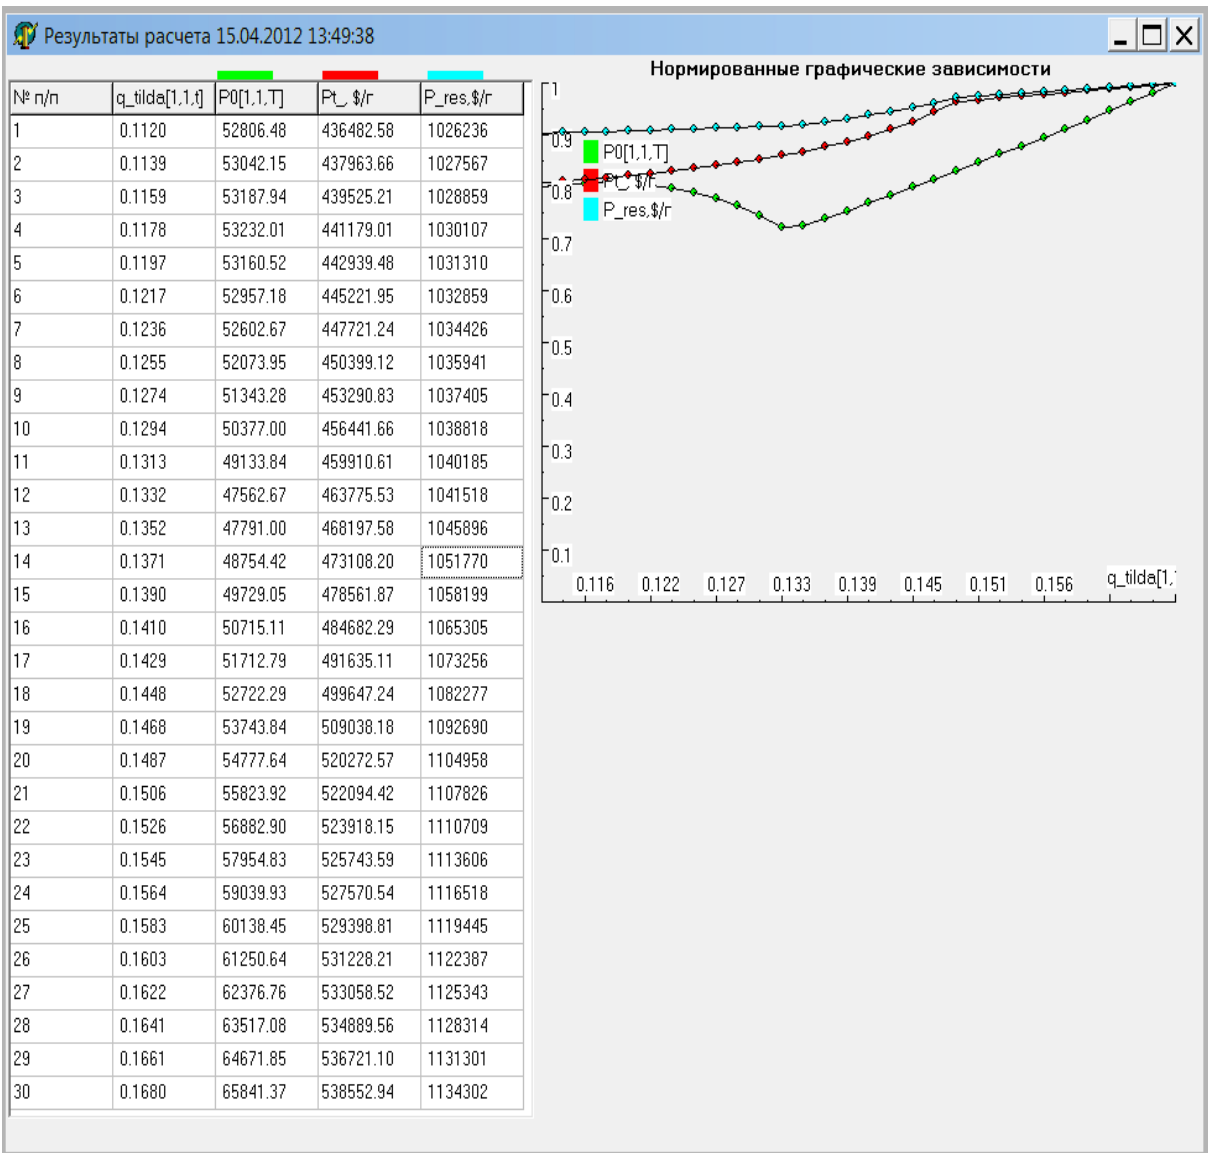 Результаты расчета 15.04.2012 13:49:38
№ п/п q_tilda[1,1,t] P0[1,1,T] Pt_, $/г P_res,$/г
1 0.1120 52806.48 436482.58 1026236
2 0.1139 53042.15 437963.66 1027567
3 0.1159 53187.94 439525.21 1028859
4 0.1178 53232.01 441179.01 1030107
5 0.1197 53160.52 442939.48 1031310
6 0.1217 52957.18 445221.95 1032859
7 0.1236 52602.67 447721.24 1034426
8 0.1255 52073.95 450399.12 1035941
9 0.1274 51343.28 453290.83 1037405
10 0.1294 50377.00 456441.66 1038818
11 0.1313 49133.84 459910.61 1040185
12 0.1332 47562.67 463775.53 1041518
13 0.1352 47791.00 468197.58 1045896
14 0.1371 48754.42 473108.20 1051770
15 0.1390 49729.05 478561.87 1058199
16 0.1410 50715.11 484682.29 1065305
17 0.1429 51712.79 491635.11 1073256
18 0.1448 52722.29 499647.24 1082277
19 0.1468 53743.84 509038.18 1092690
20 0.1487 54777.64 520272.57 1104958
21 0.1506 55823.92 522094.42 1107826
22 0.1526 56882.90 523918.15 1110709
23 0.1545 57954.83 525743.59 1113606
24 0.1564 59039.93 527570.54 1116518
25 0.1583 60138.45 529398.81 1119445
26 0.1603 61250.64 531228.21 1122387
27 0.1622 62376.76 533058.52 1125343
28 0.1641 63517.08 534889.56 1128314
29 0.1661 64671.85 536721.10 1131301
30 0.1680 65841.37 538552.94 1134302
Нормированные графические зависимости
1
0.9
P0[1,1,T]
0.8 Pt_, $/г
P_res,$/г
0.7
0.6
0.5
0.4
0.3
0.2
0.1
0.116 0.122 0.127 0.133 0.139 0.145 0.151 0.156 q_tilda[1,